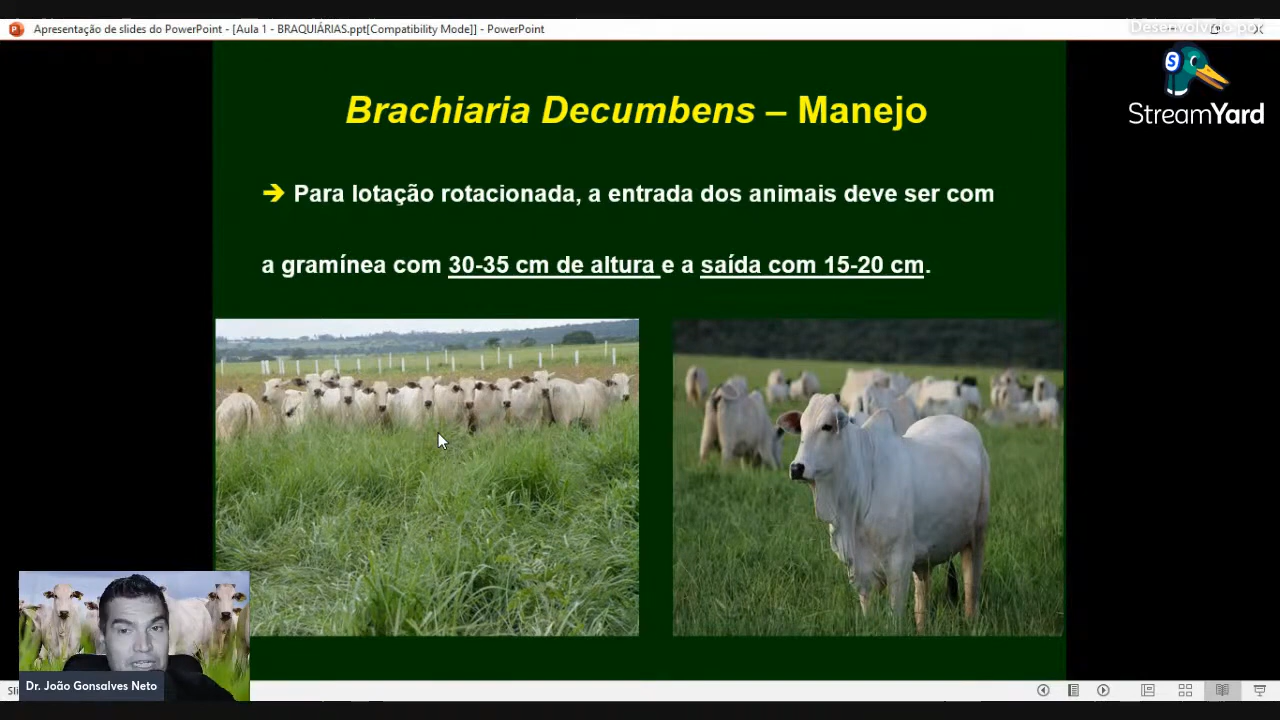 Apresentação de slides do PowerPoint - [Aula 1 - BRAQUIÁRIAS.ppt[Compatibility Mode]] - PowerPoint
Desenvolvido por
StreamYard
Brachiaria Decumbens – Manejo
➔ Para lotação rotacionada, a entrada dos animais deve ser com
a gramínea com 30-35 cm de altura e a saída com 15-20 cm.
Dr. João Gonsalves Neto